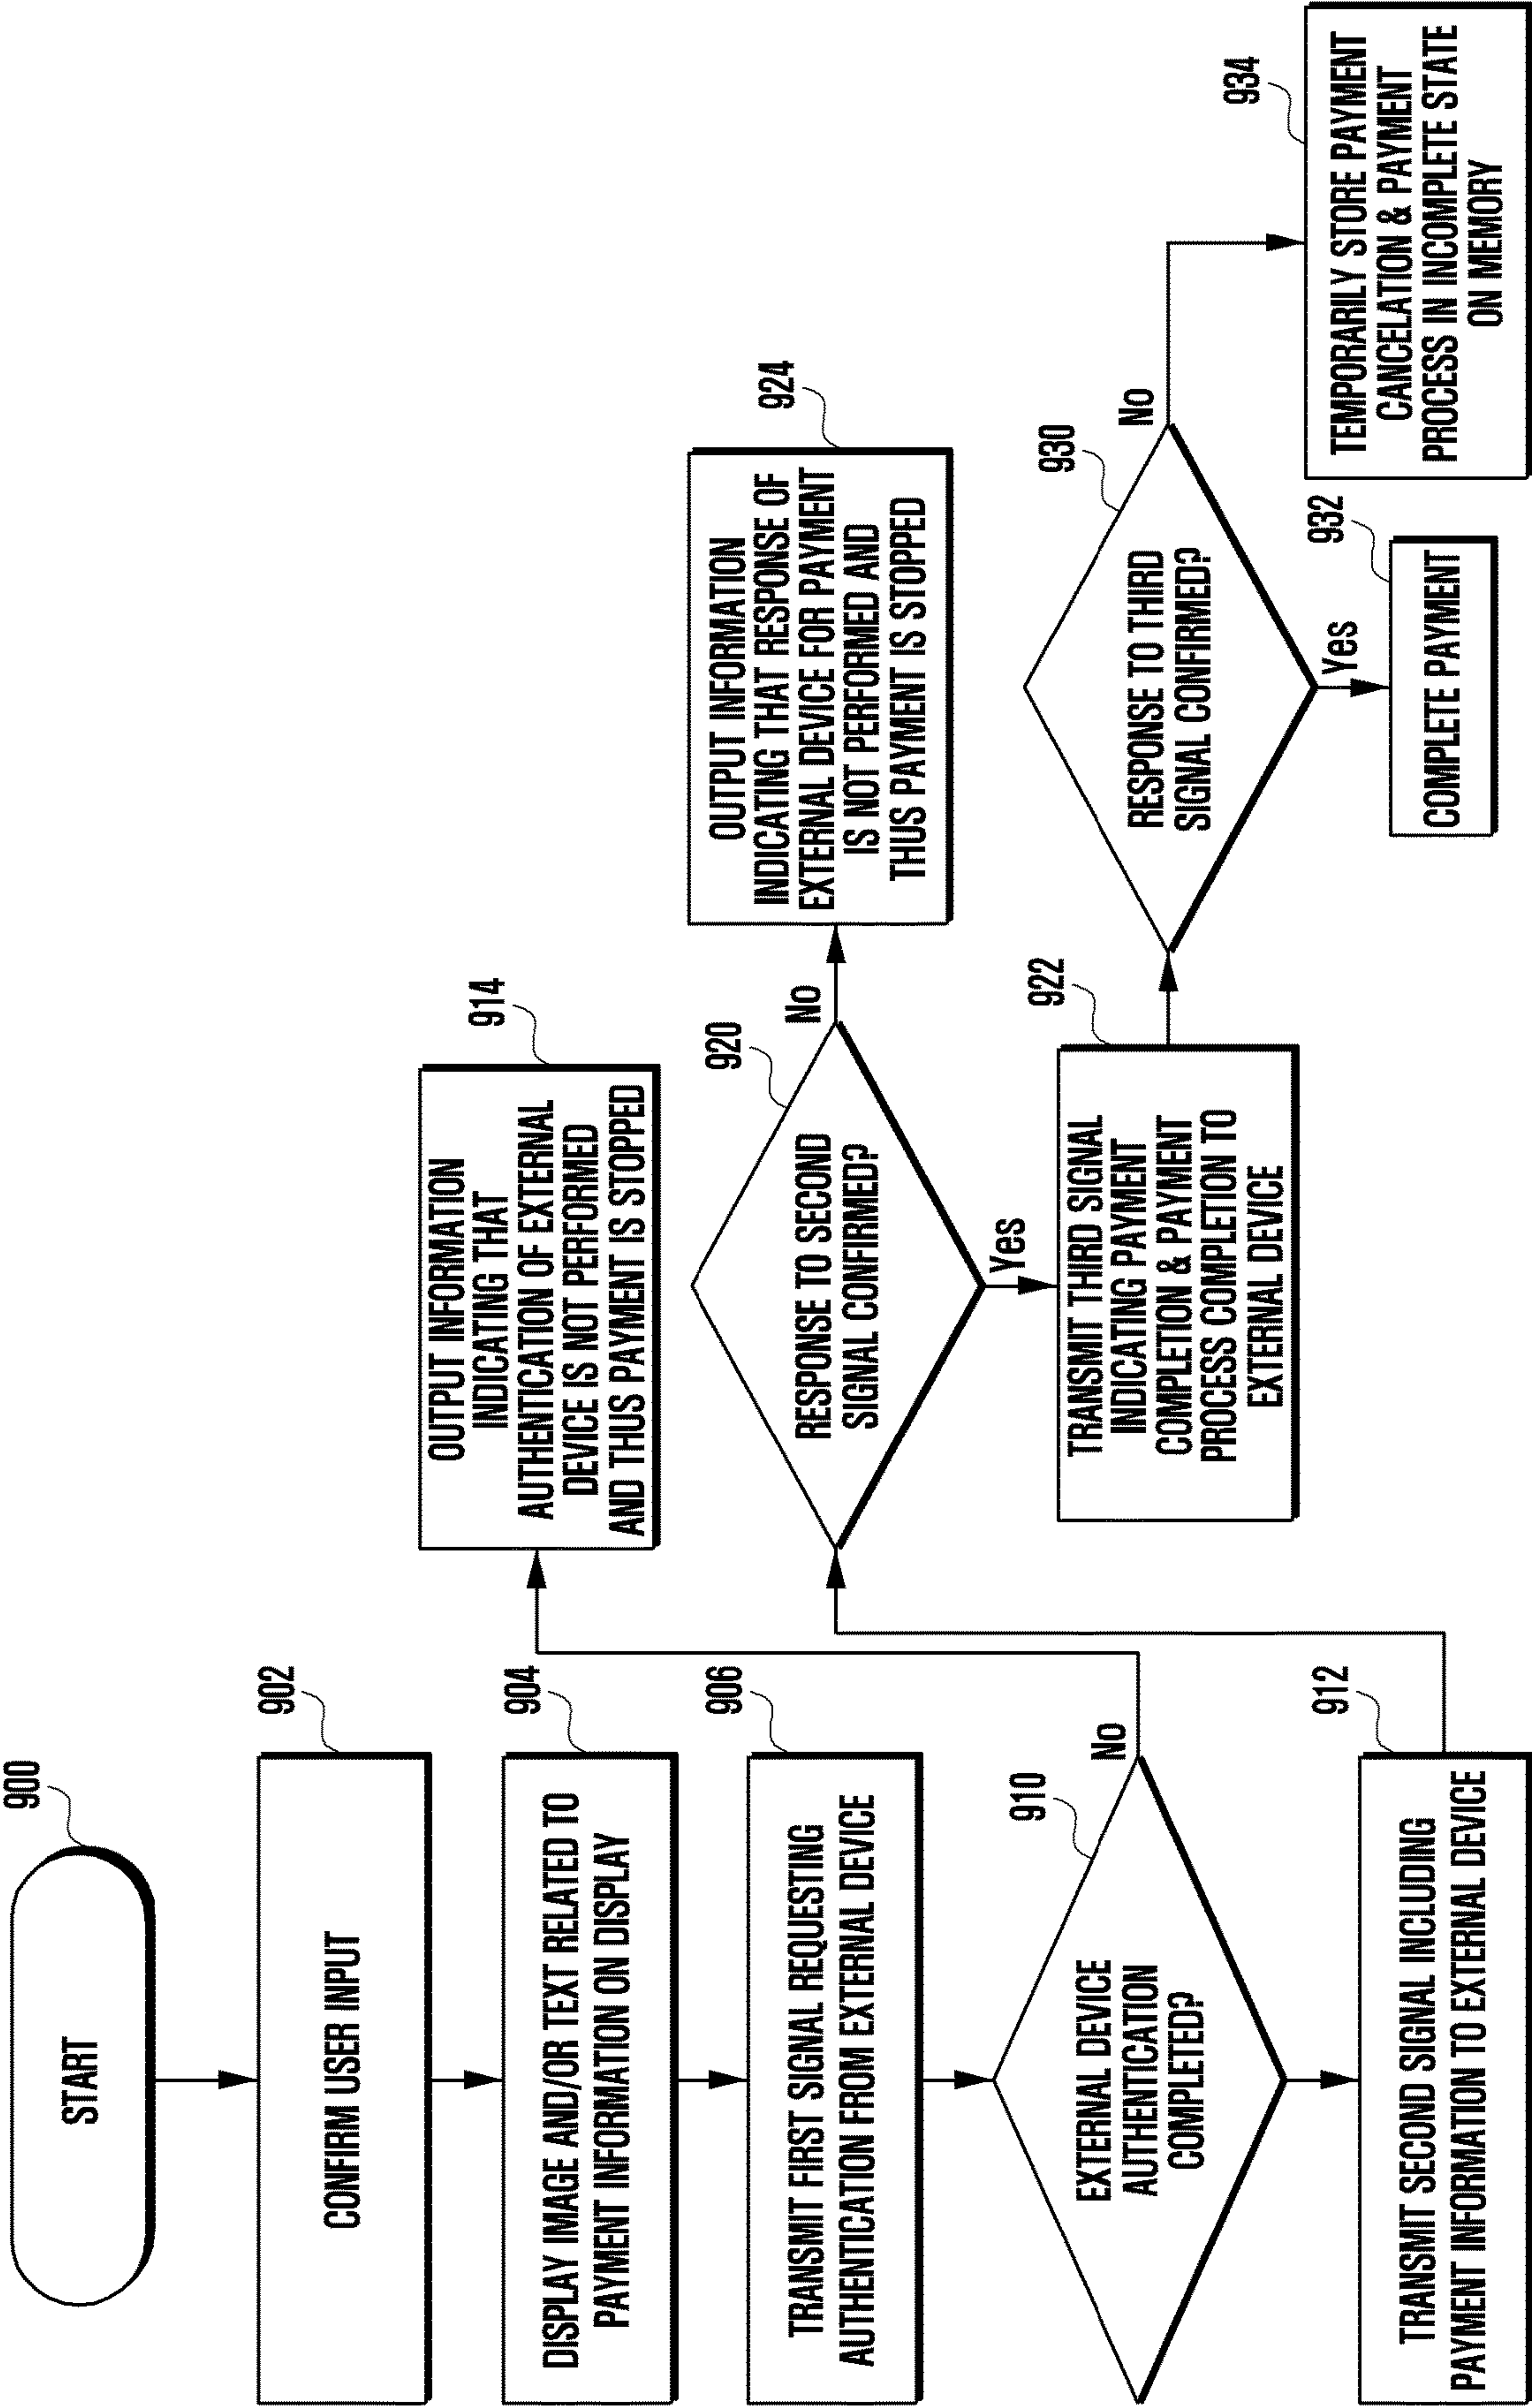 900
START
902
CONFIRM USER INPUT
904
DISPLAY IMAGE AND/OR TEXT RELATED TO
PAYMENT INFORMATION ON DISPLAY
906
TRANSMIT FIRST SIGNAL REQUESTING
AUTHENTICATION FROM EXTERNAL DEVICE
910
EXTERNAL DEVICE
AUTHENTICATION
COMPLETED?
No
912
TRANSMIT SECOND SIGNAL INCLUDING
PAYMENT INFORMATION TO EXTERNAL DEVICE
914
OUTPUT INFORMATION
INDICATING THAT
AUTHENTICATION OF EXTERNAL
DEVICE IS NOT PERFORMED
AND THUS PAYMENT IS STOPPED
920
RESPONSE TO SECOND
SIGNAL CONFIRMED?
No
Yes
922
TRANSMIT THIRD SIGNAL
INDICATING PAYMENT
COMPLETION & PAYMENT
PROCESS COMPLETION TO
EXTERNAL DEVICE
924
OUTPUT INFORMATION
INDICATING THAT RESPONSE OF
EXTERNAL DEVICE FOR PAYMENT
IS NOT PERFORMED AND
THUS PAYMENT IS STOPPED
930
RESPONSE TO THIRD
SIGNAL CONFIRMED?
No
Yes
932
COMPLETE PAYMENT
934
TEMPORARILY STORE PAYMENT
CANCELATION & PAYMENT
PROCESS IN INCOMPLETE STATE
ON MEMORY